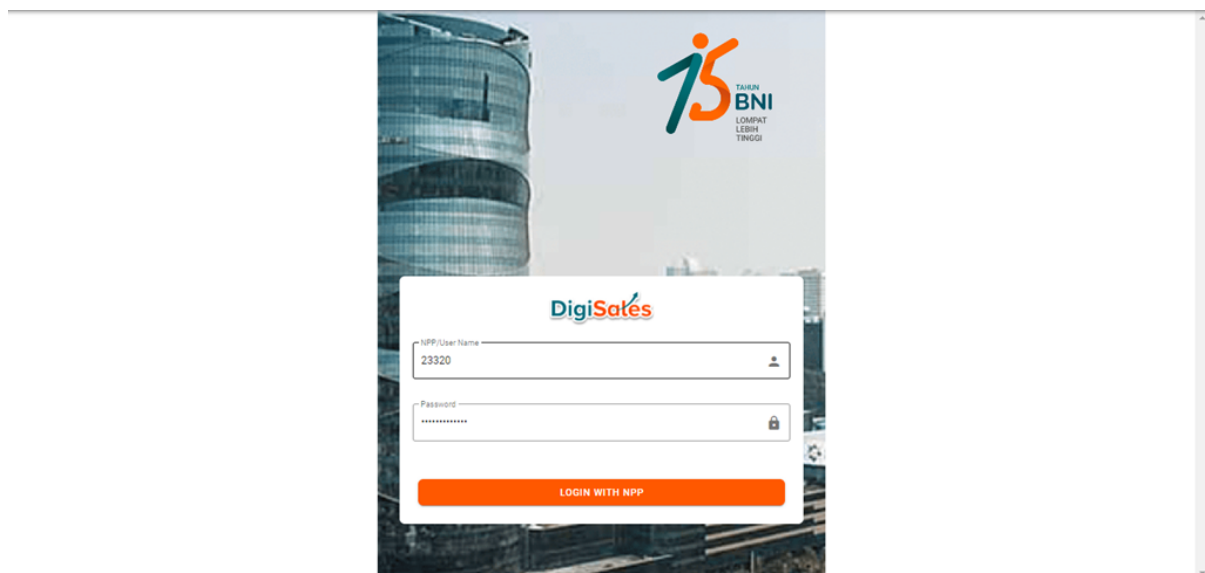 75
TAHUN
BNI
LOMPAT
LEBIH
TINGGI
DigiSales
NPP/User Name
23320
Password
•••••••••••••
LOGIN WITH NPP